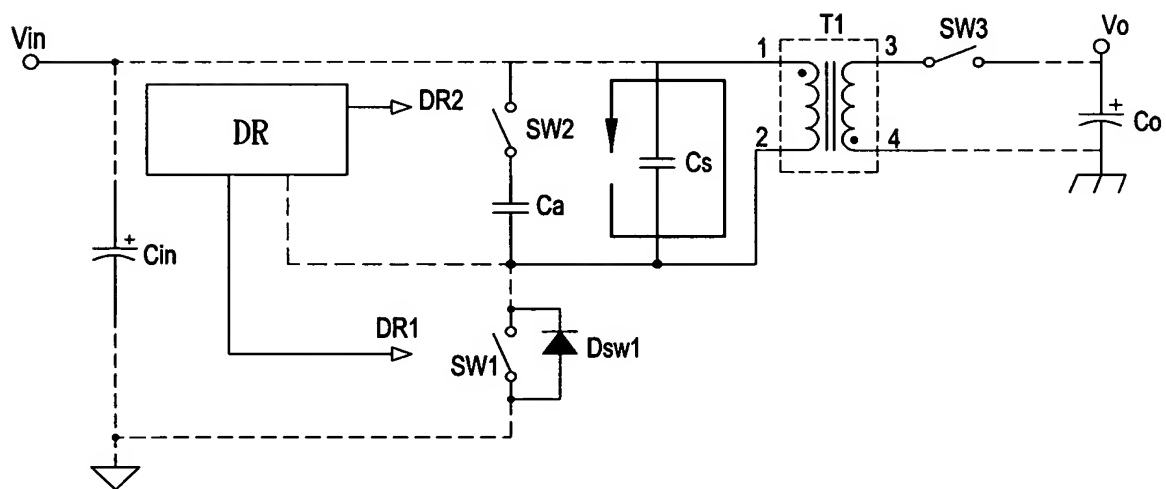 Vin
T1
1
3
SW3
Vo
DR
DR2
SW2
Cs
2
4
+
Co
Ca
+
Cin
DR1
SW1
Dsw1